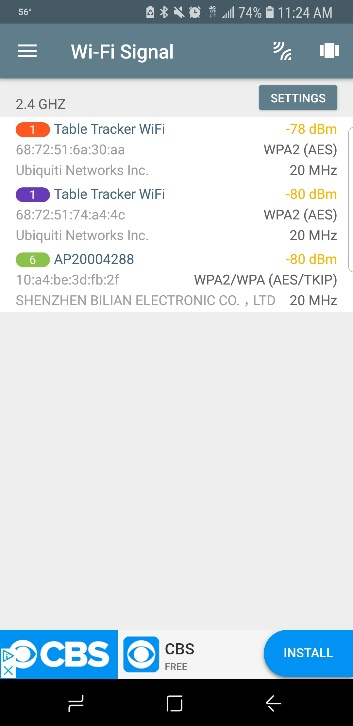 56° 74% 11:24 AM
Wi-Fi Signal
2.4 GHZ SETTINGS
1 Table Tracker WiFi -78 dBm
68:72:51:6a:30:aa WPA2 (AES)
Ubiquiti Networks Inc. 20 MHz
1 Table Tracker WiFi -80 dBm
68:72:51:74:a4:4c WPA2 (AES)
Ubiquiti Networks Inc. 20 MHz
6 AP20004288 -80 dBm
10:a4:be:3d:fb:2f WPA2/WPA (AES/TKIP)
SHENZHEN BILIAN ELECTRONIC CO.，LTD 20 MHz
CBS CBS INSTALL
FREE